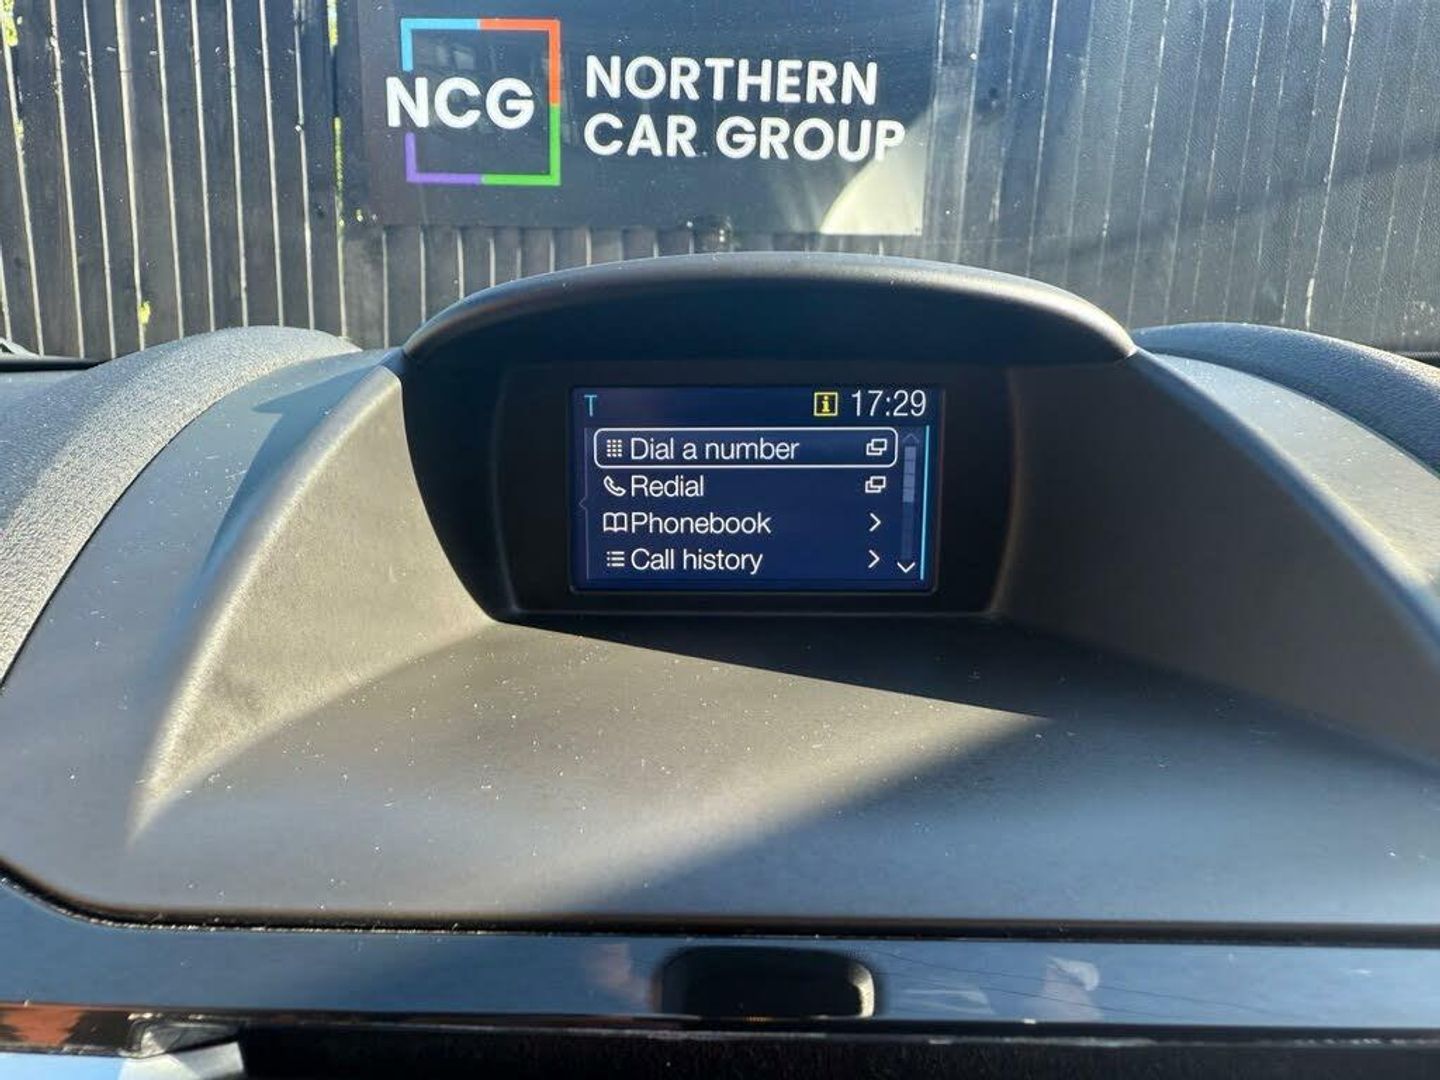 NCG
NORTHERN
CAR GROUP
T i 17:29
Dial a number
Redial
Phonebook
Call history